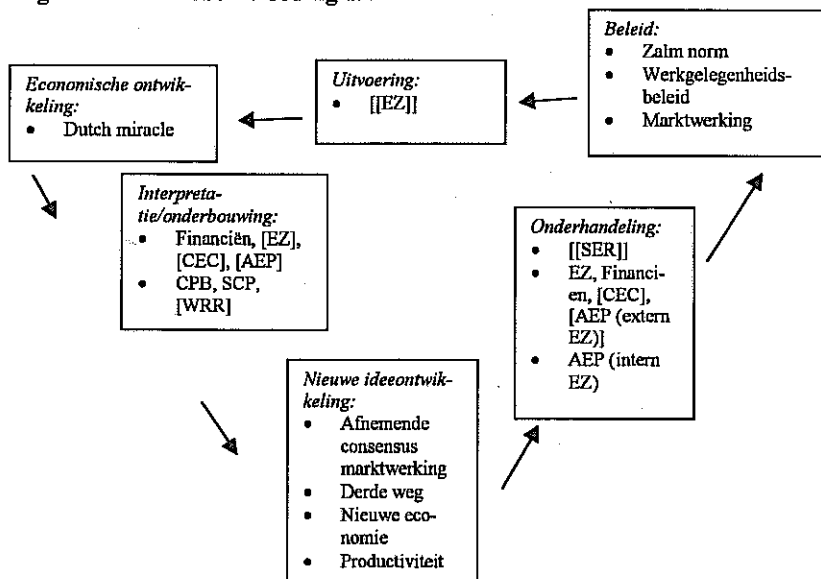 Beleid:
• Zalm norm
• Werkgelegenheids-
beleid
• Marktwerking
Uitvoering:
• [[EZ]]
Economische ontwik-
keling:
• Dutch miracle
Interpreta-
tie/onderbouwing:
• Financiën, [EZ],
[CEC], [AEP]
• CPB, SCP,
[WRR]
Onderhandeling:
• [[SER]]
• EZ, Financi-
en, [CEC],
[AEP (extern
EZ)]
• AEP (intern
EZ)
Nieuwe ideeontwik-
keling:
• Afnemende
consensus
marktwerking
• Derde weg
• Nieuwe eco-
nomie
• Productiviteit